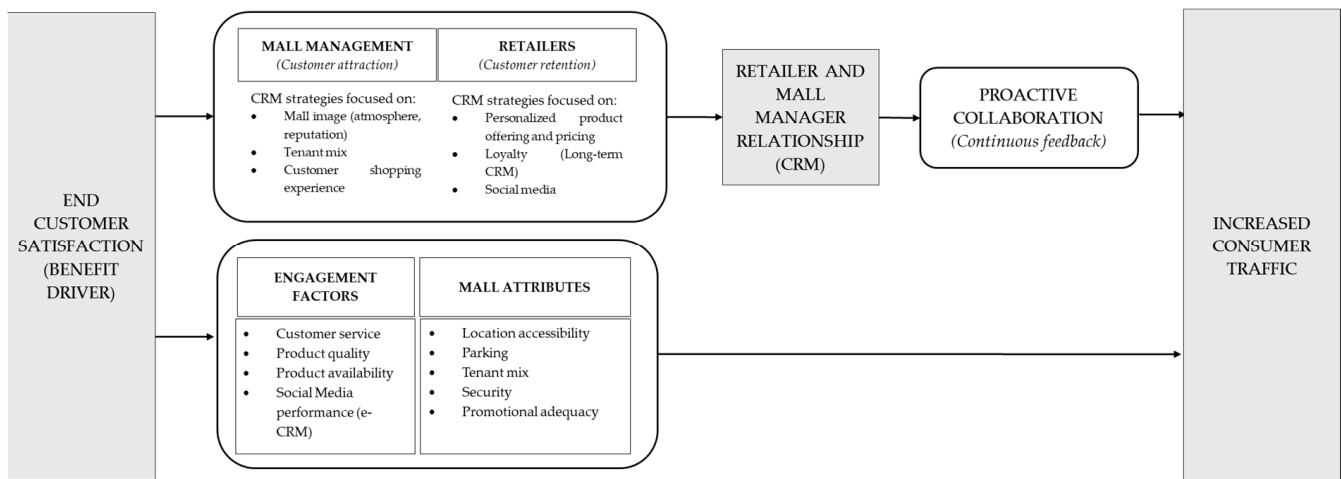 END
CUSTOMER
SATISFACTION
(BENEFIT
DRIVER)
MALL MANAGEMENT
(Customer attraction)
CRM strategies focused on:
• Mall image (atmosphere,
reputation)
• Tenant mix
• Customer shopping
experience
RETAILERS
(Customer retention)
CRM strategies focused on:
• Personalized product
offering and pricing
• Loyalty (Long-term
CRM)
• Social media
RETAILER AND
MALL
MANAGER
RELATIONSHIP
(CRM)
PROACTIVE
COLLABORATION
(Continuous feedback)
ENGAGEMENT
FACTORS
• Customer service
• Product quality
• Product availability
• Social Media
performance (e-
CRM)
MALL ATTRIBUTES
• Location accessibility
• Parking
• Tenant mix
• Security
• Promotional adequacy
INCREASED
CONSUMER
TRAFFIC